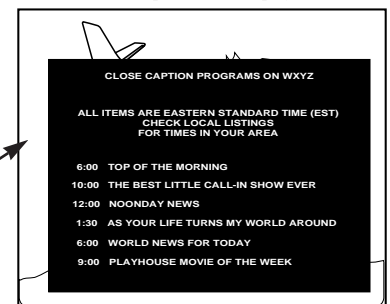 CLOSE CAPTION PROGRAMS ON WXYZ
ALL ITEMS ARE EASTERN STANDARD TIME (EST)
CHECK LOCAL LISTINGS
FOR TIMES IN YOUR AREA
6:00 TOP OF THE MORNING
10:00 THE BEST LITTLE CALL-IN SHOW EVER
12:00 NOONDAY NEWS
1:30 AS YOUR LIFE TURNS MY WORLD AROUND
6:00 WORLD NEWS FOR TODAY
9:00 PLAYHOUSE MOVIE OF THE WEEK